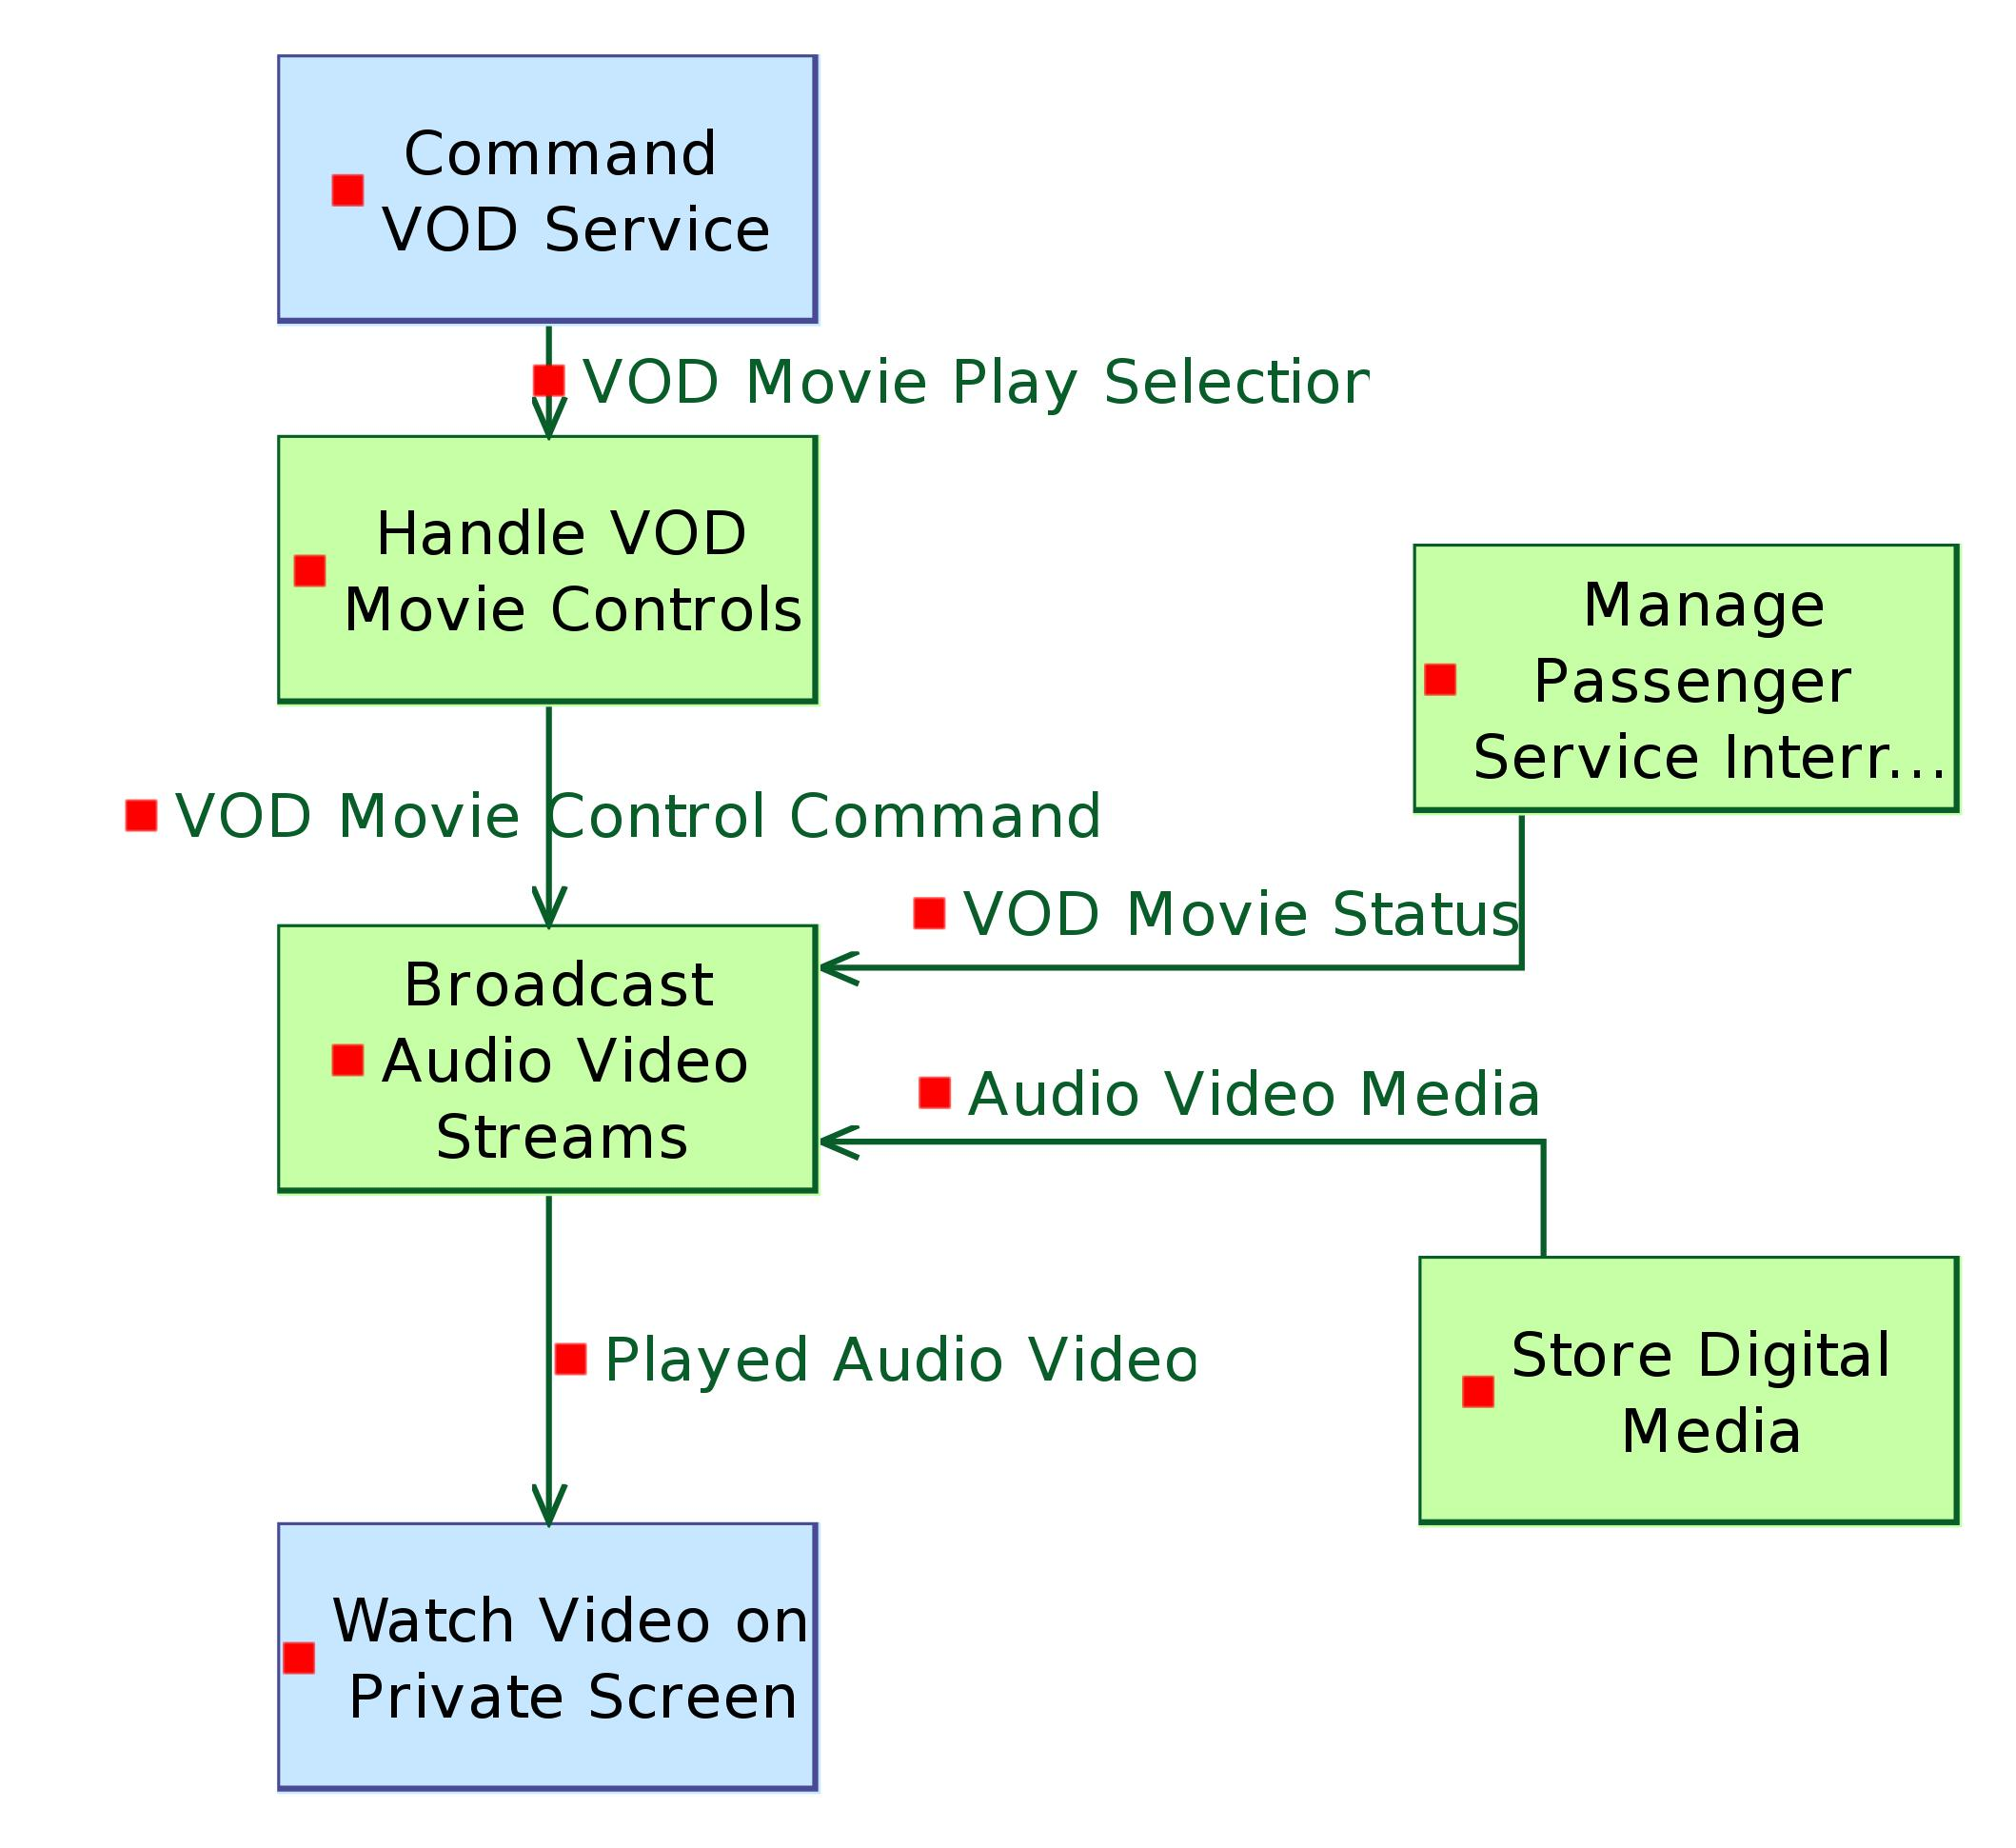 Command
VOD Service
VOD Movie Play Selection
Handle VOD
Movie Controls
Manage
Passenger
Service Interr...
VOD Movie Control Command
VOD Movie Status
Broadcast
Audio Video
Streams
Audio Video Media
Played Audio Video
Store Digital
Media
Watch Video on
Private Screen